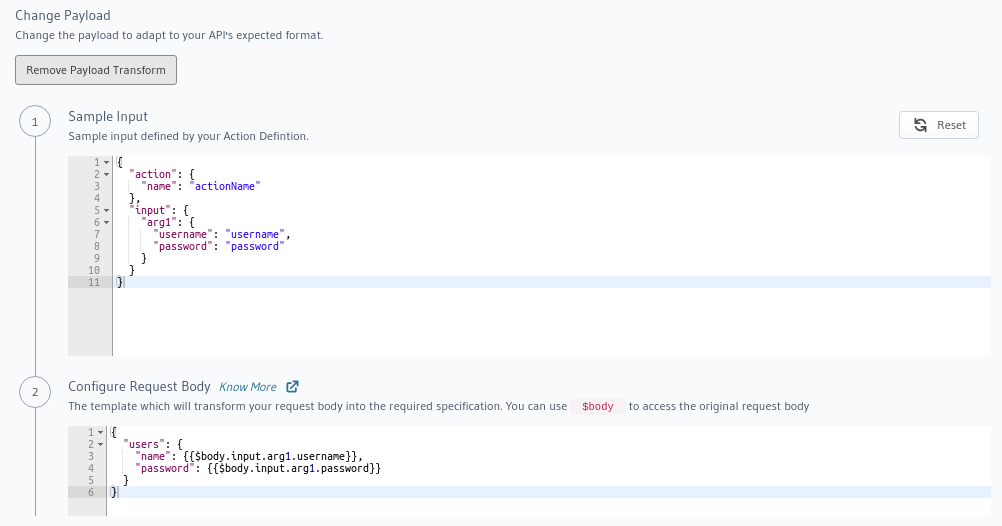 Change Payload
Change the payload to adapt to your API's expected format.
Remove Payload Transform
1
Sample Input
Sample input defined by your Action Defintion.
Reset
1 {
2   "action": {
3     "name": "actionName"
4   },
5   "input": {
6     "arg1": {
7       "username": "username",
8       "password": "password"
9     }
10   }
11 }
2
Configure Request Body Know More
The template which will transform your request body into the required specification. You can use $body to access the original request body
1 {
2   "users": {
3     "name": {{$body.input.arg1.username}},
4     "password": {{$body.input.arg1.password}}
5   }
6 }